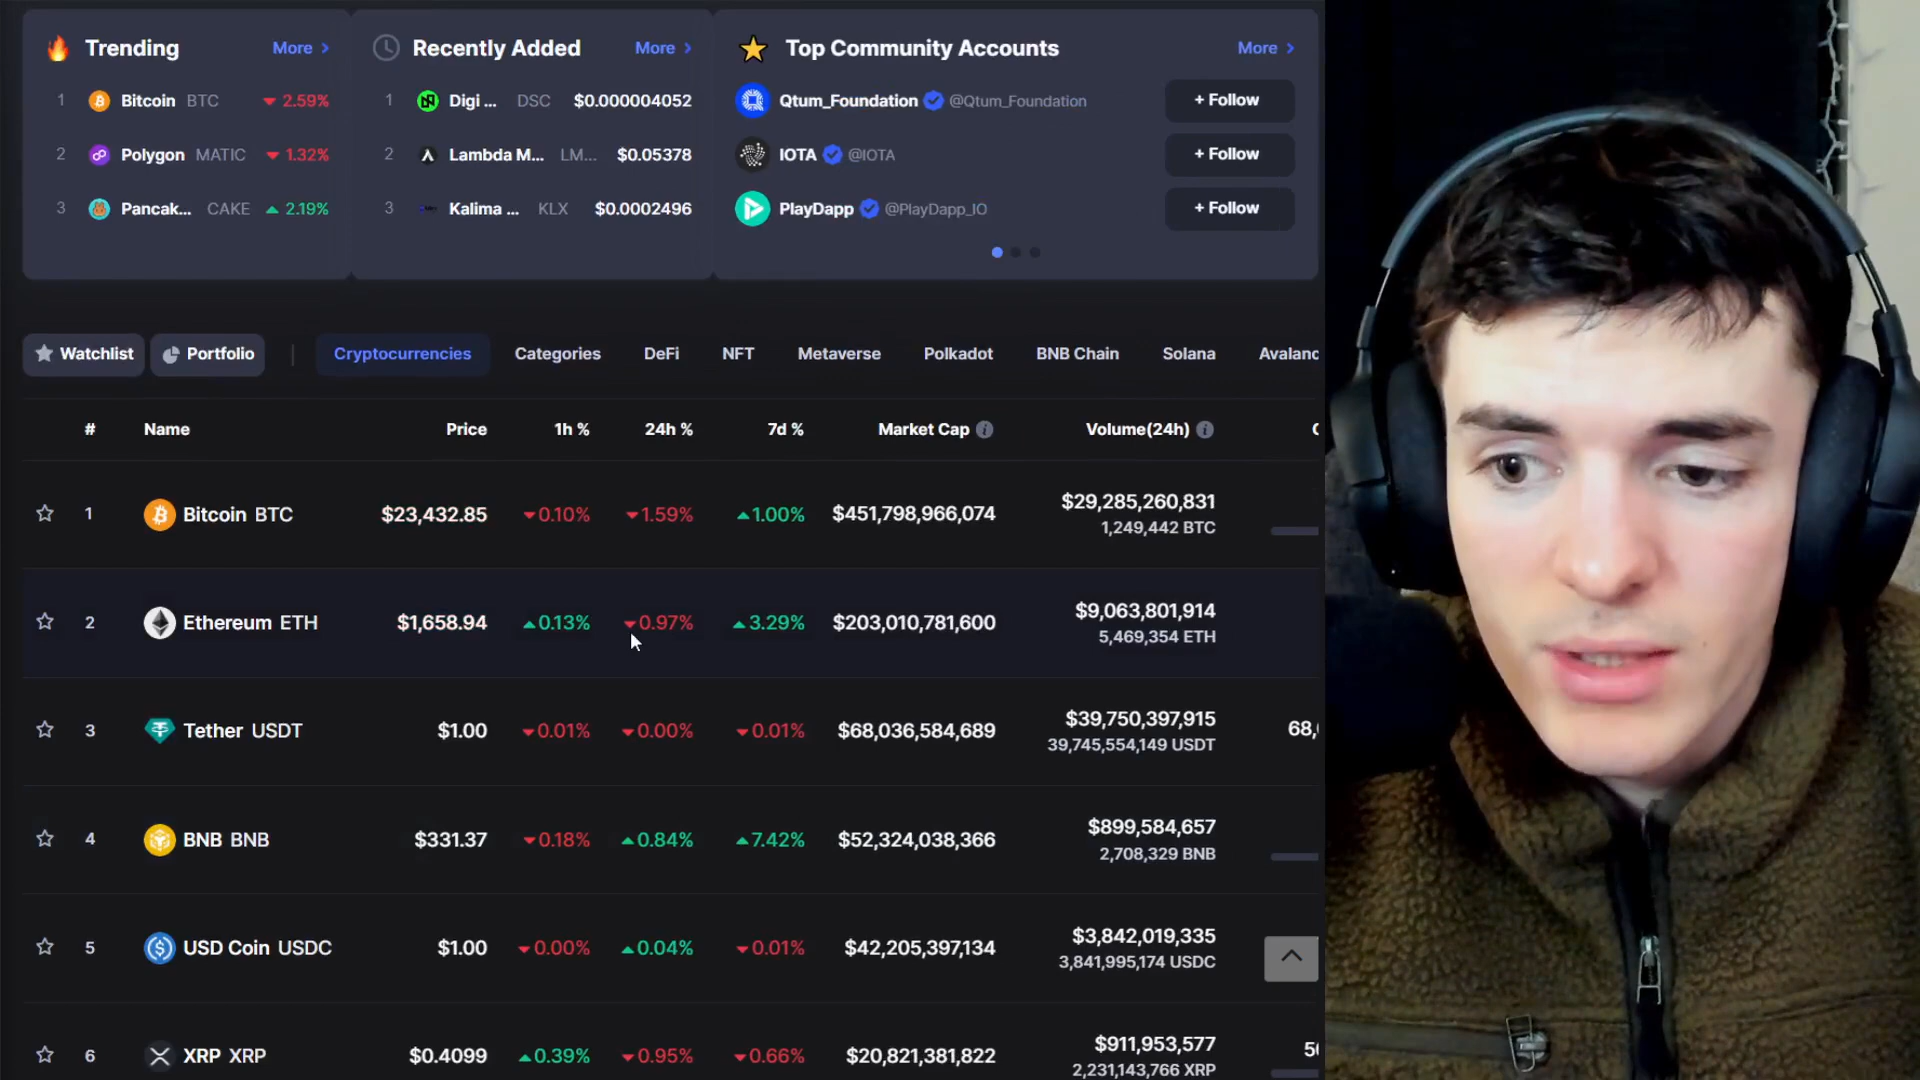 Trending More >
1 Bitcoin BTC 2.59%
2 Polygon MATIC 1.32%
3 Pancak... CAKE 2.19%
Recently Added More >
1 Digi ... DSC $0.000004052
2 Lambda M... LM... $0.05378
3 Kalima ... KLX $0.0002496
Top Community Accounts More >
Qtum_Foundation @Qtum_Foundation + Follow
IOTA @IOTA + Follow
PlayDapp @PlayDapp_IO + Follow
Watchlist Portfolio Cryptocurrencies Categories DeFi NFT Metaverse Polkadot BNB Chain Solana Avalanc
# Name Price 1h % 24h % 7d % Market Cap Volume(24h)
1 Bitcoin BTC $23,432.85 0.10% 1.59% 1.00% $451,798,966,074 $29,285,260,831
1,249,442 BTC
2 Ethereum ETH $1,658.94 0.13% 0.97% 3.29% $203,010,781,600 $9,063,801,914
5,469,354 ETH
3 Tether USDT $1.00 0.01% 0.00% 0.01% $68,036,584,689 $39,750,397,915 68,
39,745,554,149 USDT
4 BNB BNB $331.37 0.18% 0.84% 7.42% $52,324,038,366 $899,584,657
2,708,329 BNB
5 USD Coin USDC $1.00 0.00% 0.04% 0.01% $42,205,397,134 $3,842,019,335
3,841,995,174 USDC
6 XRP XRP $0.4099 0.39% 0.95% 0.66% $20,821,381,822 $911,953,577
2,231,143,766 XRP